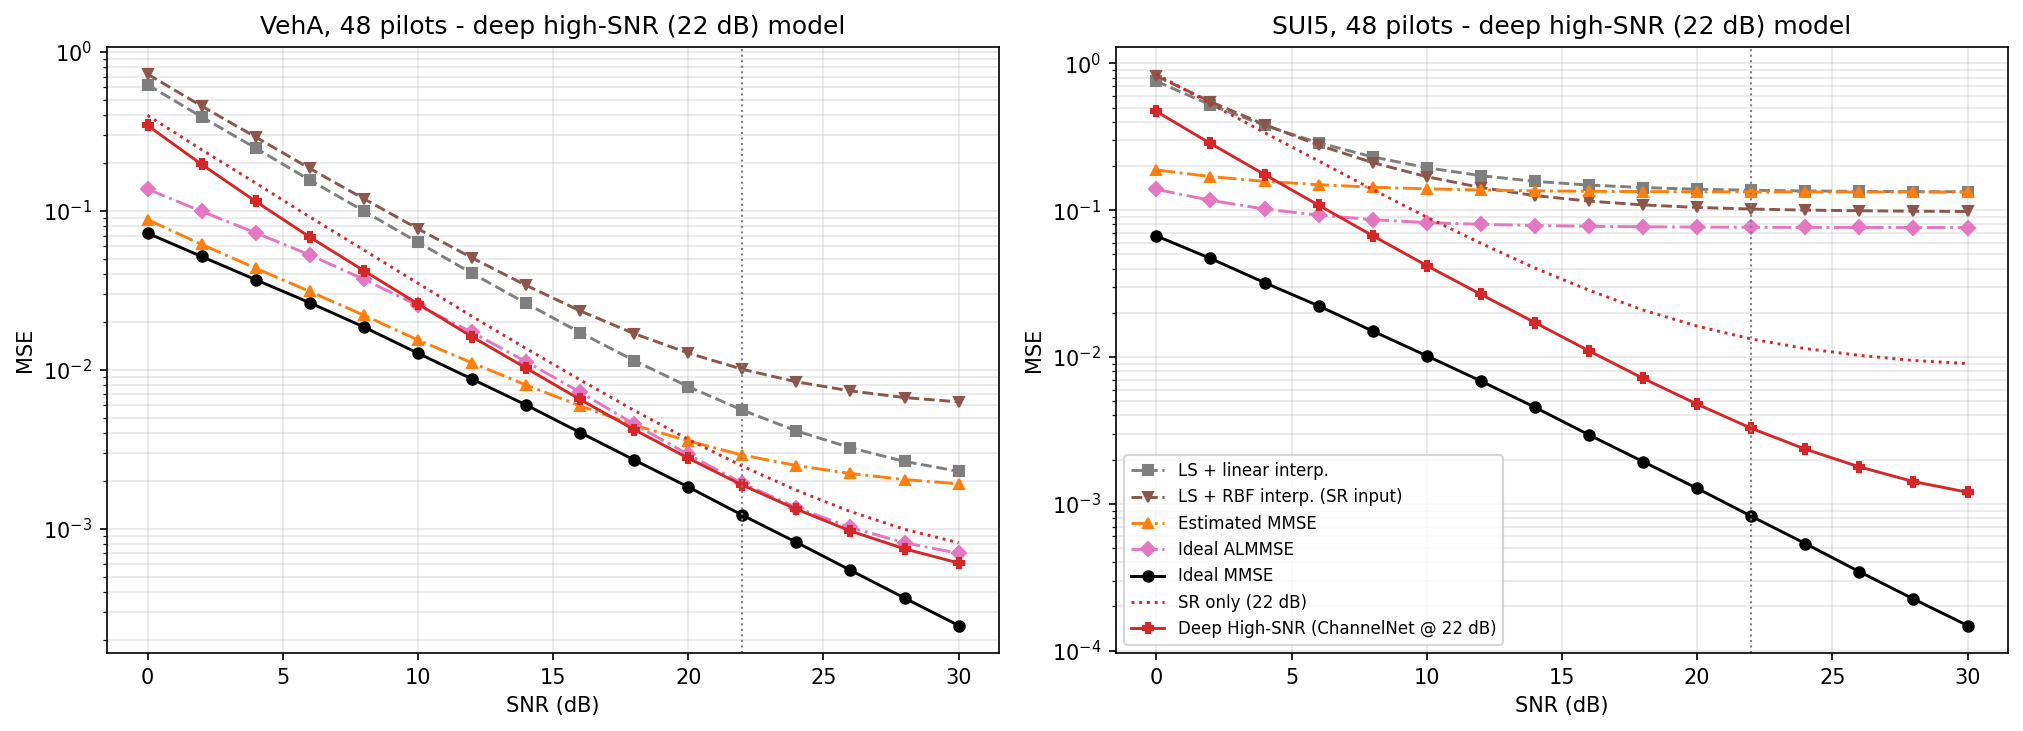 VehA, 48 pilots - deep high-SNR (22 dB) model
10⁰
10⁻¹
10⁻²
10⁻³
MSE
0 5 10 15 20 25 30
SNR (dB)
SUI5, 48 pilots - deep high-SNR (22 dB) model
10⁰
10⁻¹
10⁻²
10⁻³
10⁻⁴
MSE
LS + linear interp.
LS + RBF interp. (SR input)
Estimated MMSE
Ideal ALMMSE
Ideal MMSE
SR only (22 dB)
Deep High-SNR (ChannelNet @ 22 dB)
0 5 10 15 20 25 30
SNR (dB)